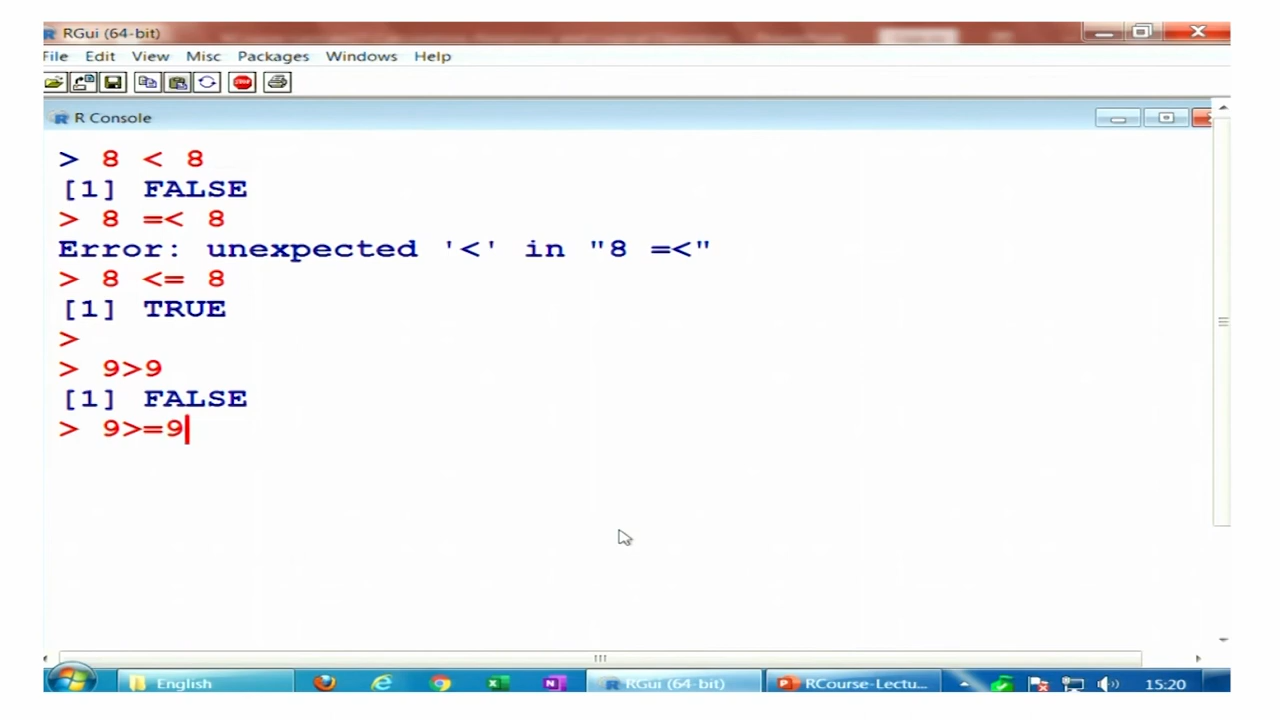 RGui (64-bit)
File Edit View Misc Packages Windows Help
R Console
> 8 < 8
[1] FALSE
> 8 =< 8
Error: unexpected '<' in "8 =<"
> 8 <= 8
[1] TRUE
>
> 9>9
[1] FALSE
> 9>=9
English RGui (64-bit) RCourse-Lectu... 15:20